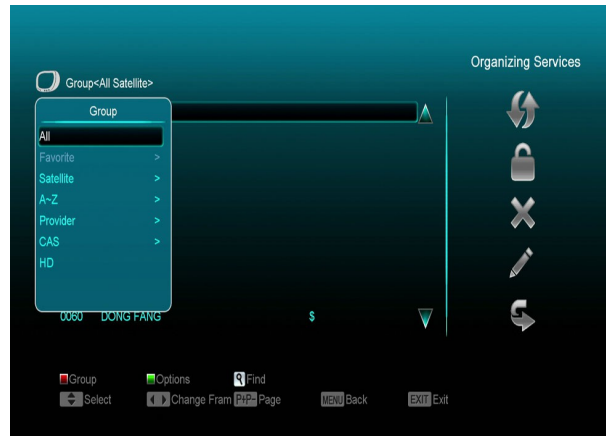 Organizing Services
Group<All Satellite>
Group
All
Favorite >
Satellite >
A~Z >
Provider >
CAS >
HD
0060 DONG FANG $
Group Options Find
Select Change Fram P+P- Page MENU Back EXIT Exit